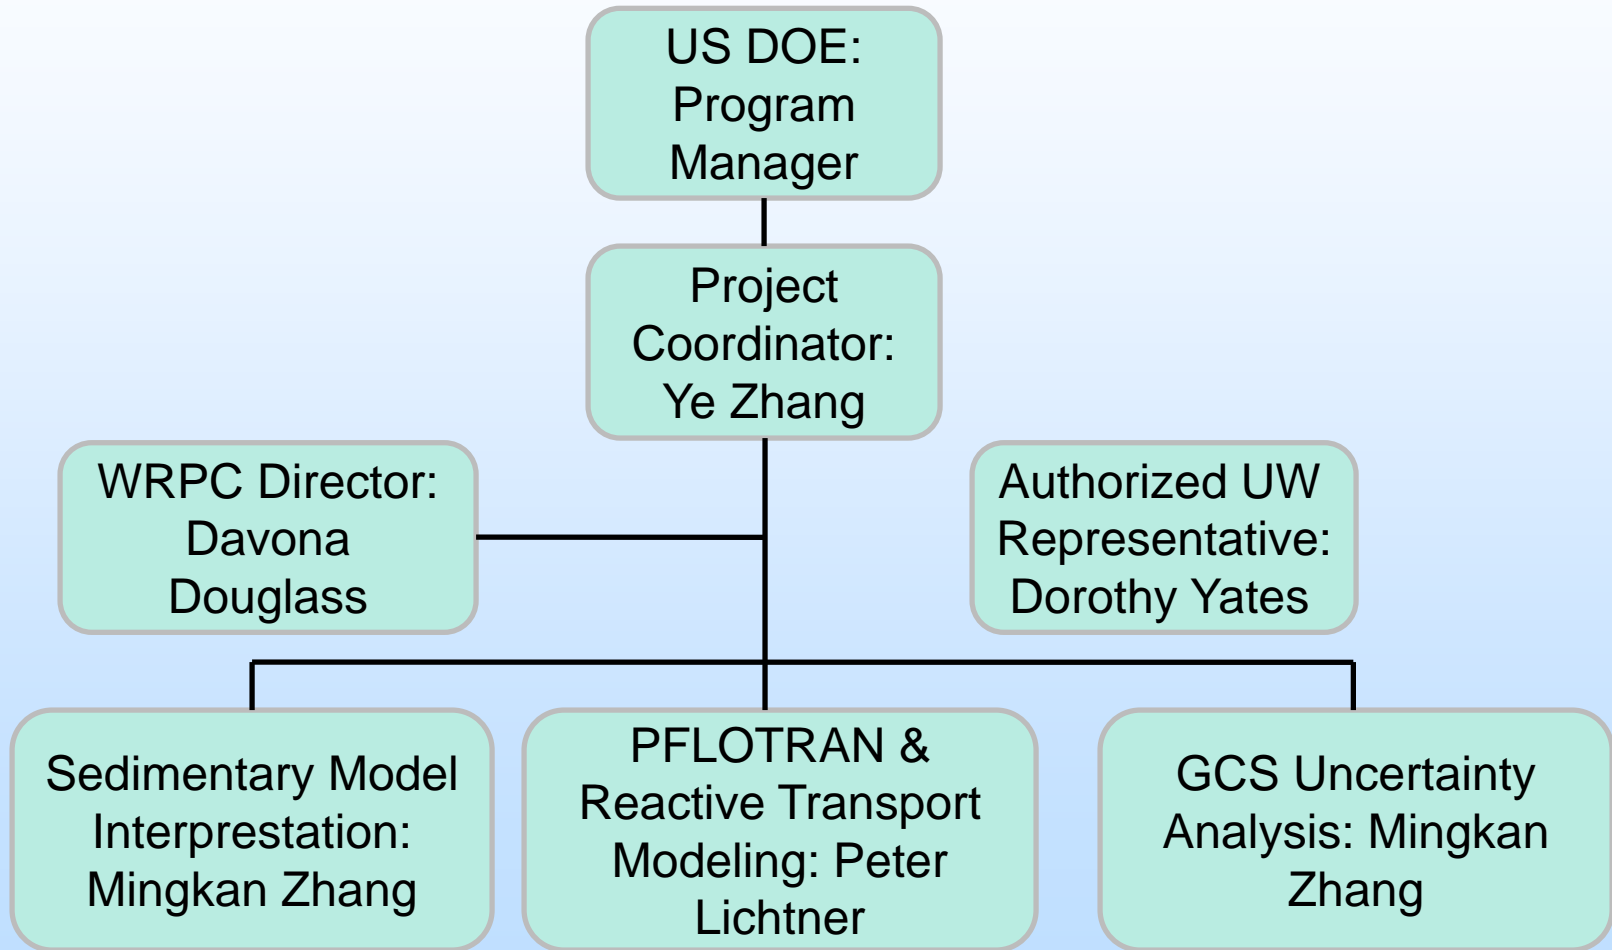 US DOE:
Program
Manager
Project
Coordinator:
Ye Zhang
WRPC Director:
Davona
Douglass
Authorized UW
Representative:
Dorothy Yates
Sedimentary Model
Interprestation:
Mingkan Zhang
PFLOTRAN &
Reactive Transport
Modeling: Peter
Lichtner
GCS Uncertainty
Analysis: Mingkan
Zhang